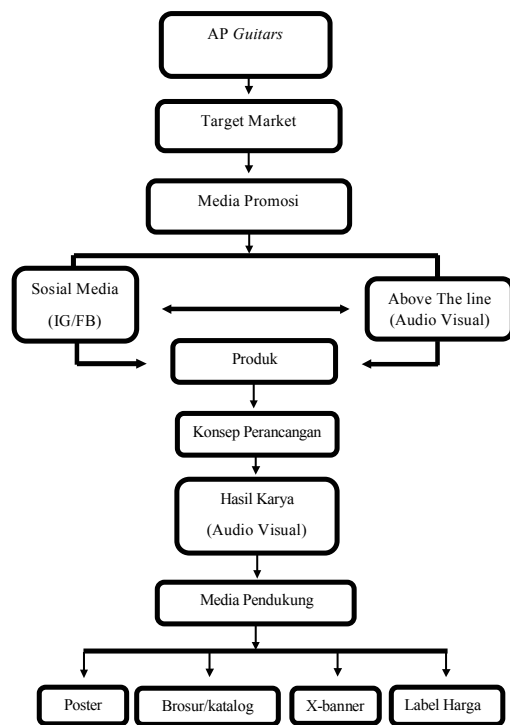 AP Guitars
Target Market
Media Promosi
Sosial Media
(IG/FB)
Above The line
(Audio Visual)
Produk
Konsep Perancangan
Hasil Karya
(Audio Visual)
Media Pendukung
Poster
Brosur/katalog
X-banner
Label Harga